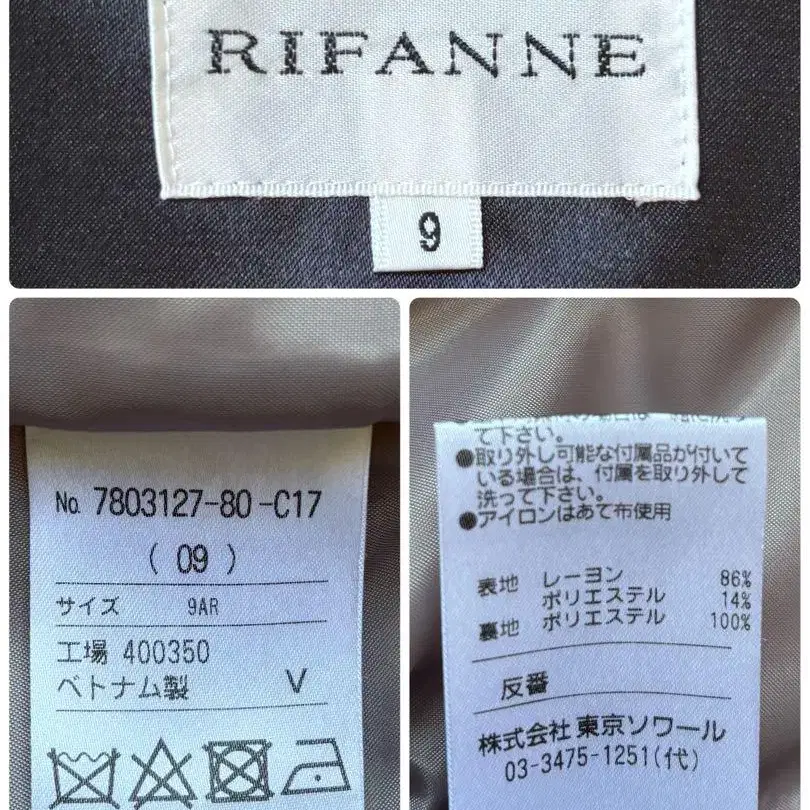 RIFANNE
9
No. 7803127-80-C17
( 09 )
サイズ 9AR
工場 400350
ベトナム製 V
て下さい。
●取り外し可能な付属品が付いて
いる場合は、付属を取り外して
洗って下さい。
●アイロンはあて布使用
表地 レーヨン 86%
ポリエステル 14%
裏地 ポリエステル 100%
反番
株式会社 東京ソワール
03-3475-1251(代)